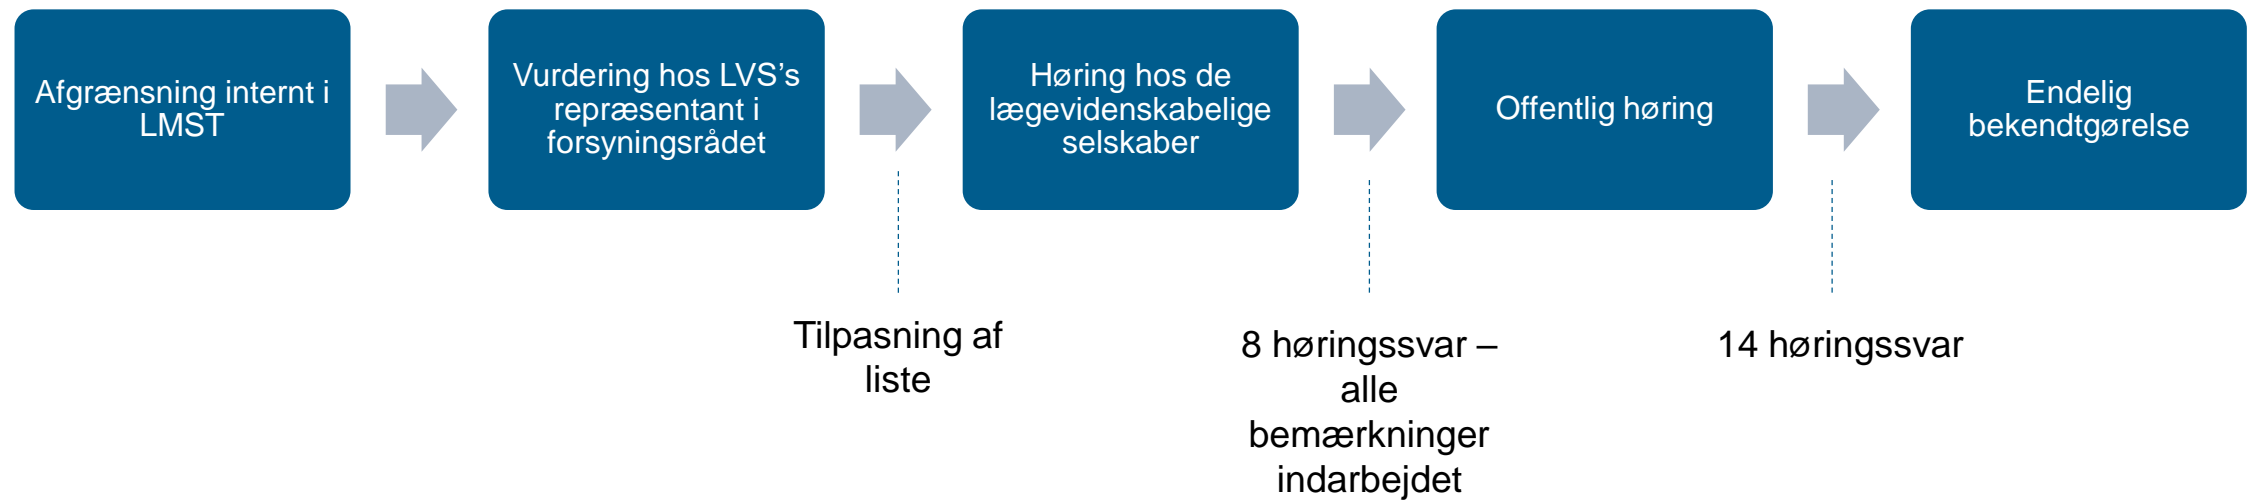 Afgrænsning internt i
LMST
Vurdering hos LVS’s
repræsentant i
forsyningsrådet
Høring hos de
lægevidenskabelige
selskaber
Offentlig høring
Endelig
bekendtgørelse
Tilpasning af
liste
8 høringssvar –
alle
bemærkninger
indarbejdet
14 høringssvar